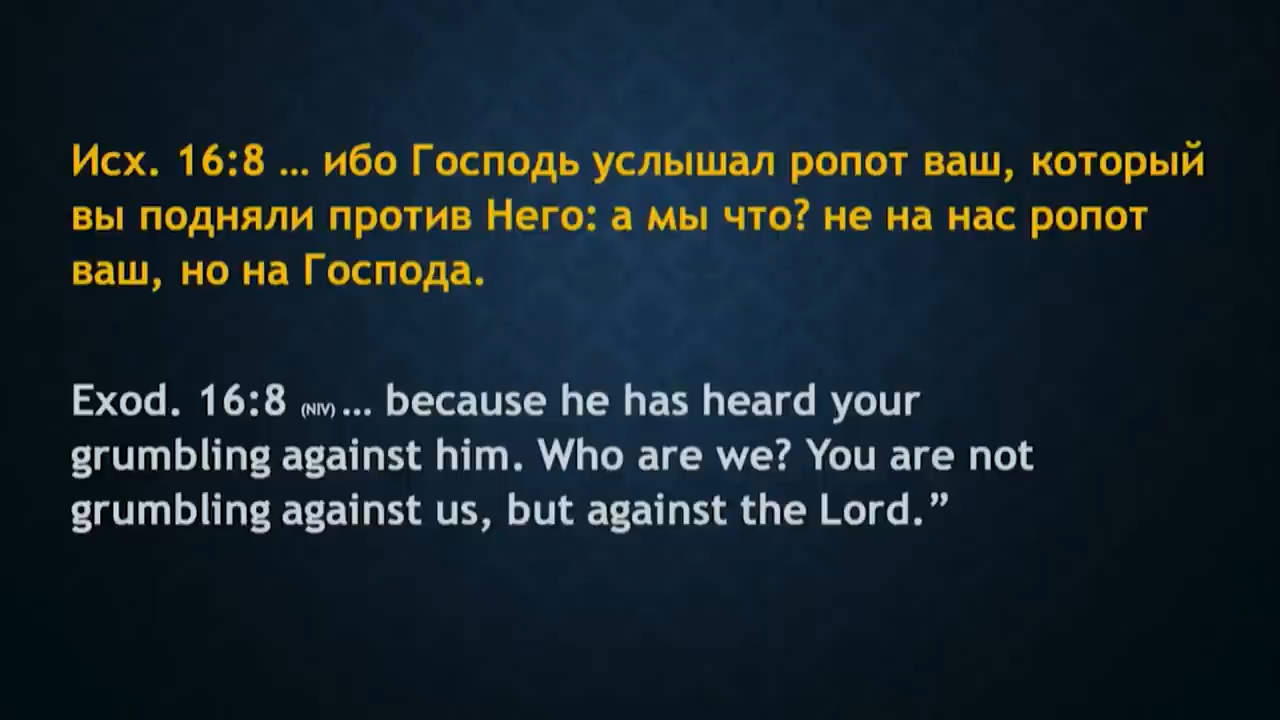 Исх. 16:8 ... ибо Господь услышал ропот ваш, который
вы подняли против Него: а мы что? не на нас ропот
ваш, но на Господа.
Exod. 16:8 (NIV) ... because he has heard your
grumbling against him. Who are we? You are not
grumbling against us, but against the Lord.”